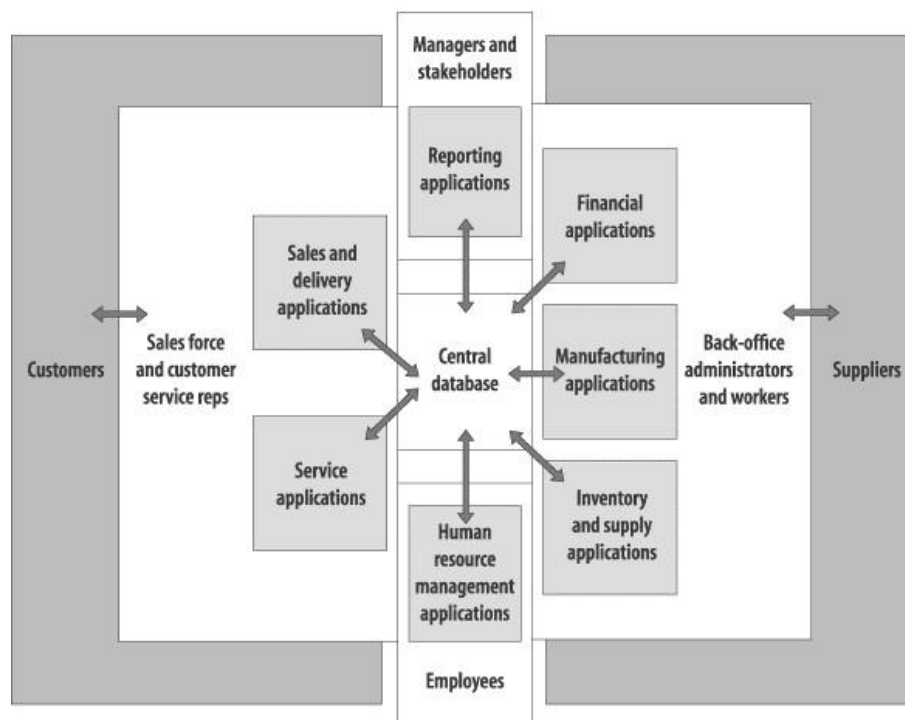 Managers and
stakeholders
Reporting
applications
Financial
applications
Sales and
delivery
applications
Customers
Sales force
and customer
service reps
Central
database
Manufacturing
applications
Back-office
administrators
and workers
Suppliers
Service
applications
Inventory
and supply
applications
Human
resource
management
applications
Employees